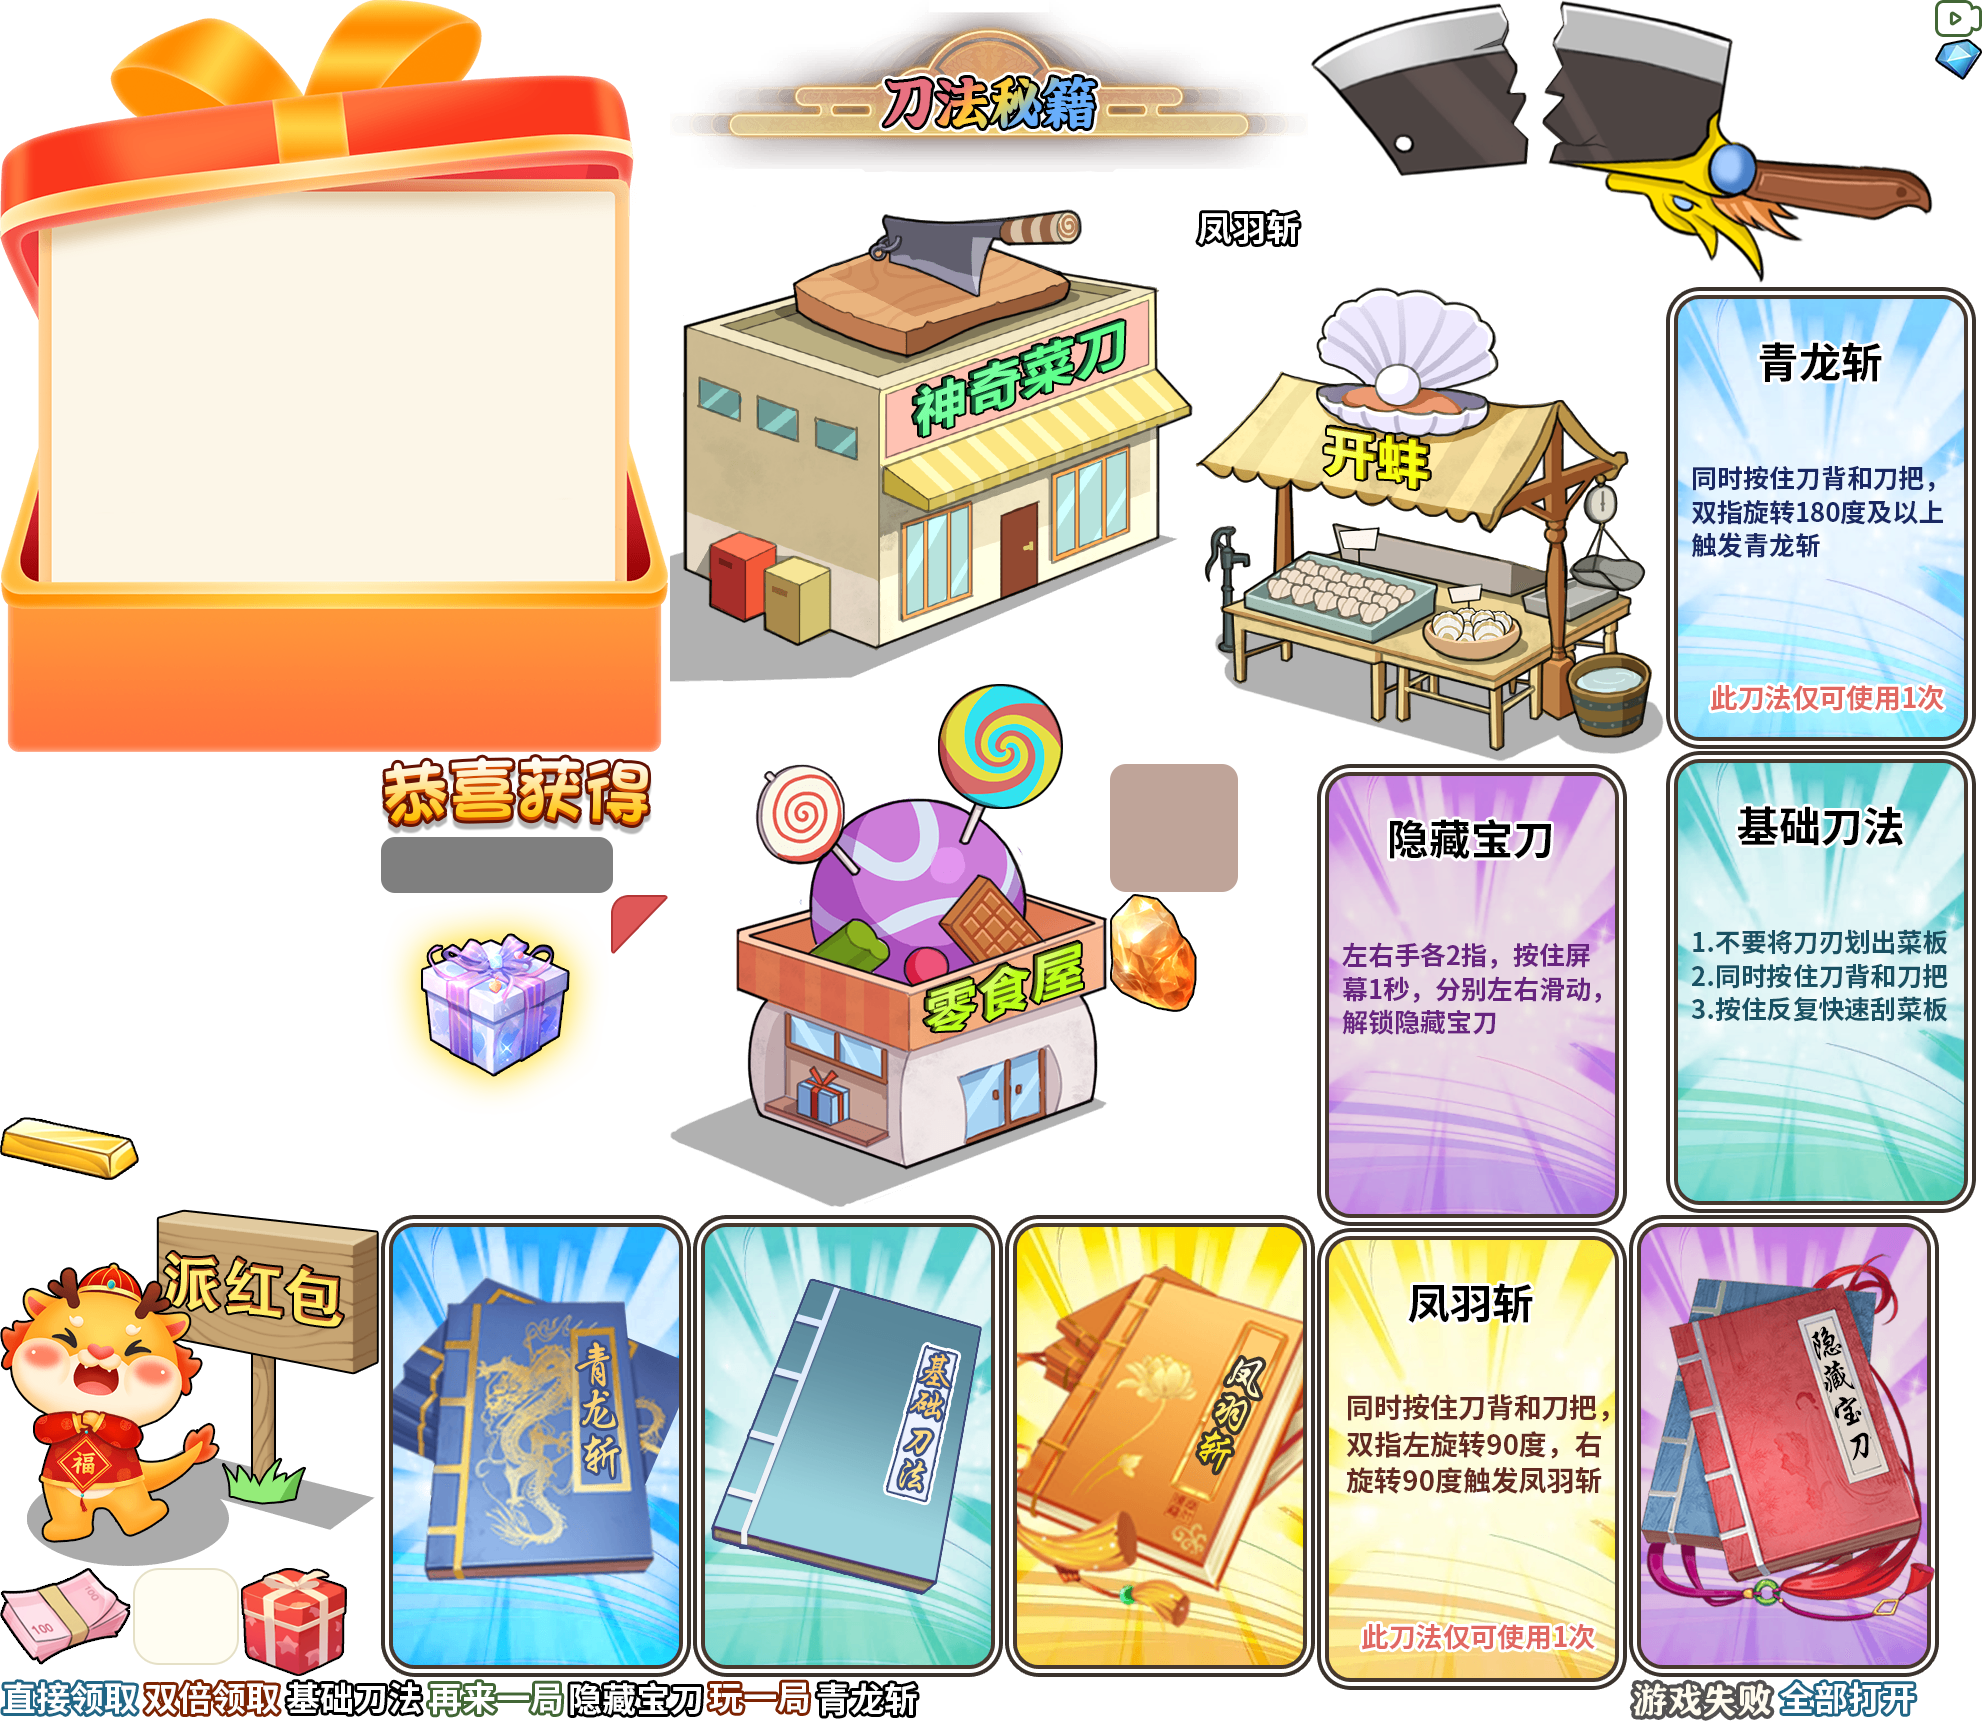 刀法秘籍
凤羽斩
神奇菜刀
开蚌
青龙斩
同时按住刀背和刀把，
双指旋转180度及以上
触发青龙斩
此刀法仅可使用1次
恭喜获得
零食屋
隐藏宝刀
左右手各2指，按住屏
幕1秒，分别左右滑动，
解锁隐藏宝刀
基础刀法
1.不要将刀刃划出菜板
2.同时按住刀背和刀把
3.按住反复快速刮菜板
派红包
福
青龙斩
基础刀法
凤羽斩
凤羽斩
同时按住刀背和刀把，
双指左旋转90度，右
旋转90度触发凤羽斩
此刀法仅可使用1次
隐藏宝刀
100
100
直接领取
双倍领取
基础刀法
再来一局
隐藏宝刀
玩一局
青龙斩
游戏失败
全部打开